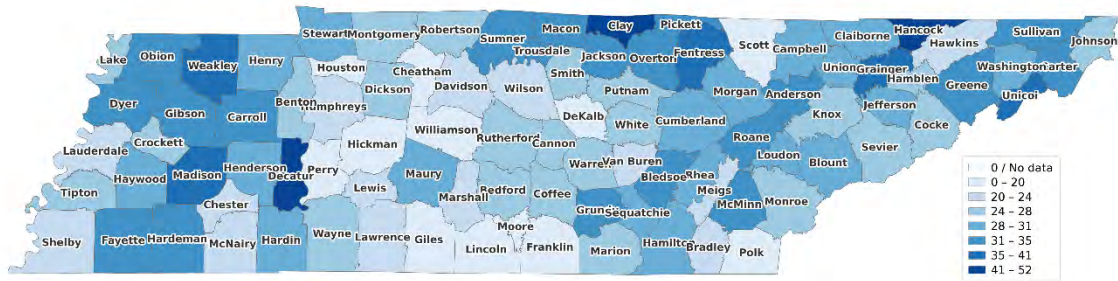 Stewart
Montgomery
Robertson
Sumner
Macon
Clay
Pickett
Scott
Campbell
Claiborne
Hancock
Hawkins
Sullivan
Johnson
Lake
Obion
Weakley
Henry
Houston
Cheatham
Trousdale
Jackson
Overton
Fentress
Union
Grainger
Hamblen
Washington
Carter
Dickson
Davidson
Wilson
Smith
Putnam
Morgan
Anderson
Greene
Unicoi
Dyer
Gibson
Carroll
Benton
Humphreys
Hickman
Williamson
Rutherford
Cannon
DeKalb
White
Cumberland
Roane
Knox
Jefferson
Cocke
Lauderdale
Crockett
Haywood
Madison
Henderson
Decatur
Perry
Lewis
Maury
Marshall
Redford
Coffee
Warren
Van Buren
Bledsoe
Rhea
Meigs
Loudon
Blount
Sevier
Tipton
Chester
Grundy
Sequatchie
McMinn
Monroe
Shelby
Fayette
Hardeman
McNairy
Hardin
Wayne
Lawrence
Giles
Lincoln
Moore
Franklin
Marion
Hamilton
Bradley
Polk
0 / No data
0 – 20
20 – 24
24 – 28
28 – 31
31 – 35
35 – 41
41 – 52